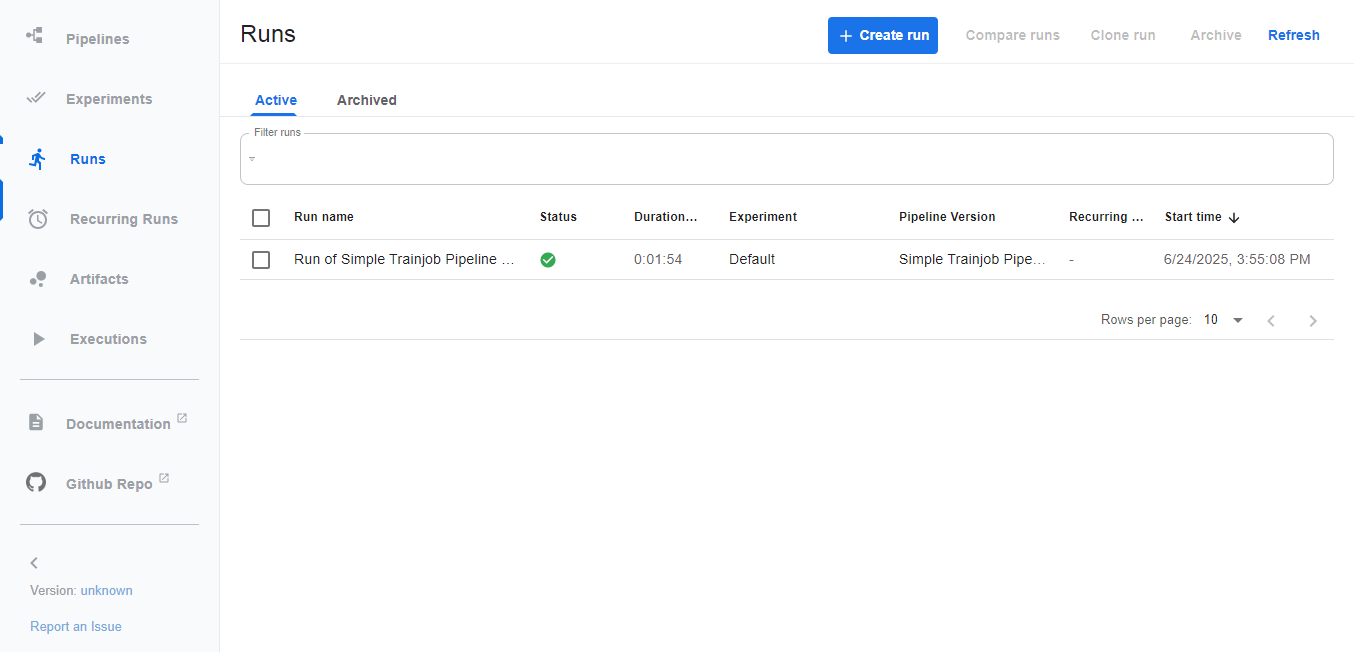 Pipelines
Experiments
Runs
Recurring Runs
Artifacts
Executions
Documentation
Github Repo
Version: unknown
Report an Issue
Runs
+ Create run
Compare runs
Clone run
Archive
Refresh
Active
Archived
Filter runs
Run name Status Duration... Experiment Pipeline Version Recurring ... Start time
Run of Simple Trainjob Pipeline ... 0:01:54 Default Simple Trainjob Pipe... - 6/24/2025, 3:55:08 PM
Rows per page: 10